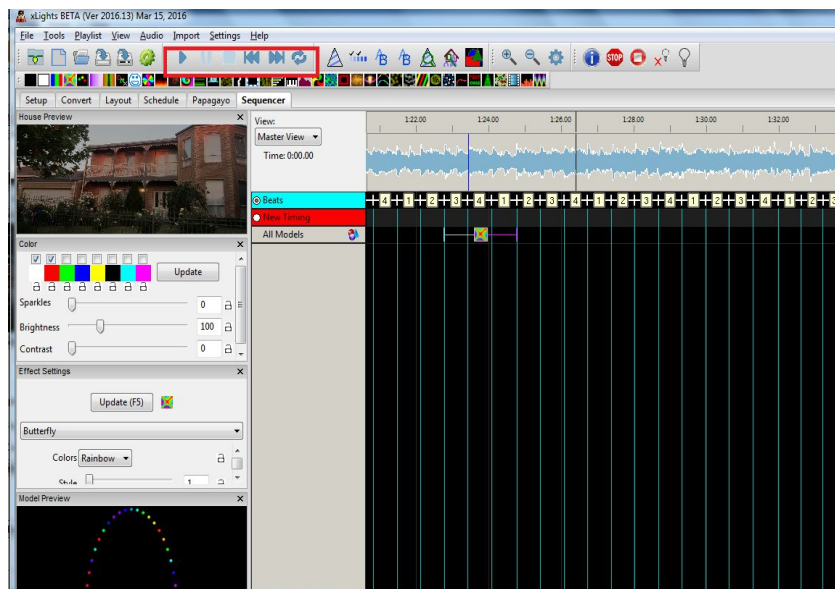 xLights BETA (Ver 2016.13) Mar 15, 2016
File Tools Playlist View Audio Import Settings Help
STOP
Setup Convert Layout Schedule Papagayo Sequencer
House Preview
View:
Master View
Time: 0:00.00
1:22.00 1:24.00 1:26.00 1:28.00 1:30.00 1:32.00
Beats
4 1 2 3 4 1 2 3 4 1 2 3 4 1 2 3 4 1 2 3
New Timing
All Models
Color
Update
Sparkles 0
Brightness 100
Contrast 0
Effect Settings
Update (F5)
Butterfly
Colors Rainbow
Style 1
Model Preview